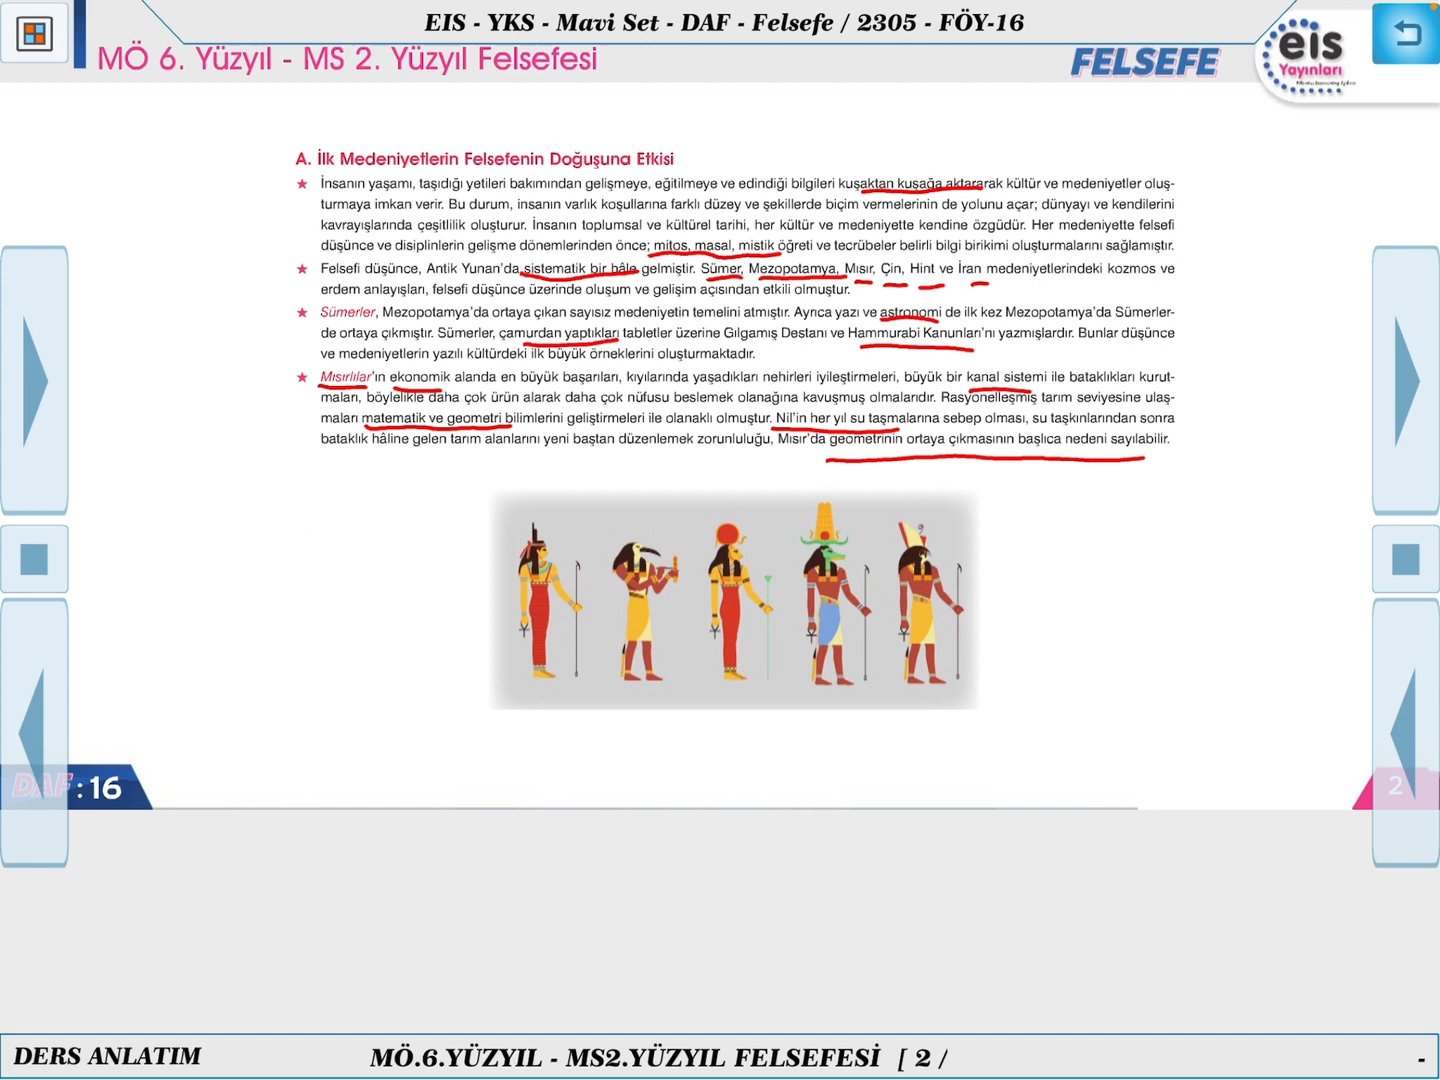 EIS - YKS - Mavi Set - DAF - Felsefe / 2305 - FÖY-16
MÖ 6. Yüzyıl - MS 2. Yüzyıl Felsefesi
FELSEFE
eis
Yayınları
A. İlk Medeniyetlerin Felsefenin Doğuşuna Etkisi
★ İnsanın yaşamı, taşıdığı yetileri bakımından gelişmeye, eğitilmeye ve edindiği bilgileri kuşaktan kuşağa aktararak kültür ve medeniyetler oluş-
turmaya imkan verir. Bu durum, insanın varlık koşullarına farklı düzey ve şekillerde biçim vermelerinin de yolunu açar; dünyayı ve kendilerini
kavrayışlarında çeşitlilik oluşturur. İnsanın toplumsal ve kültürel tarihi, her kültür ve medeniyette kendine özgüdür. Her medeniyette felsefi
düşünce ve disiplinlerin gelişme dönemlerinden önce; mitos, masal, mistik öğreti ve tecrübeler belirli bilgi birikimi oluşturmalarını sağlamıştır.
★ Felsefi düşünce, Antik Yunan'da sistematik bir hâle gelmiştir. Sümer, Mezopotamya, Mısır, Çin, Hint ve İran medeniyetlerindeki kozmos ve
erdem anlayışları, felsefi düşünce üzerinde oluşum ve gelişim açısından etkili olmuştur.
★ Sümerler, Mezopotamya'da ortaya çıkan sayısız medeniyetin temelini atmıştır. Ayrıca yazı ve astronomi de ilk kez Mezopotamya'da Sümerler-
de ortaya çıkmıştır. Sümerler, çamurdan yaptıkları tabletler üzerine Gılgamış Destanı ve Hammurabi Kanunları'nı yazmışlardır. Bunlar düşünce
ve medeniyetlerin yazılı kültürdeki ilk büyük örneklerini oluşturmaktadır.
★ Mısırlılar'ın ekonomik alanda en büyük başarıları, kıyılarında yaşadıkları nehirleri iyileştirmeleri, büyük bir kanal sistemi ile bataklıkları kurut-
maları, böylelikle daha çok ürün alarak daha çok nüfusu beslemek olanağına kavuşmuş olmalarıdır. Rasyonelleşmiş tarım seviyesine ulaş-
maları matematik ve geometri bilimlerini geliştirmeleri ile olanaklı olmuştur. Nil'in her yıl su taşmalarına sebep olması, su taşkınlarından sonra
bataklık hâline gelen tarım alanlarını yeni baştan düzenlemek zorunluluğu, Mısır'da geometrinin ortaya çıkmasının başlıca nedeni sayılabilir.
DAF : 16
2
DERS ANLATIM
MÖ.6.YÜZYIL - MS2.YÜZYIL FELSEFESİ [ 2 /
-